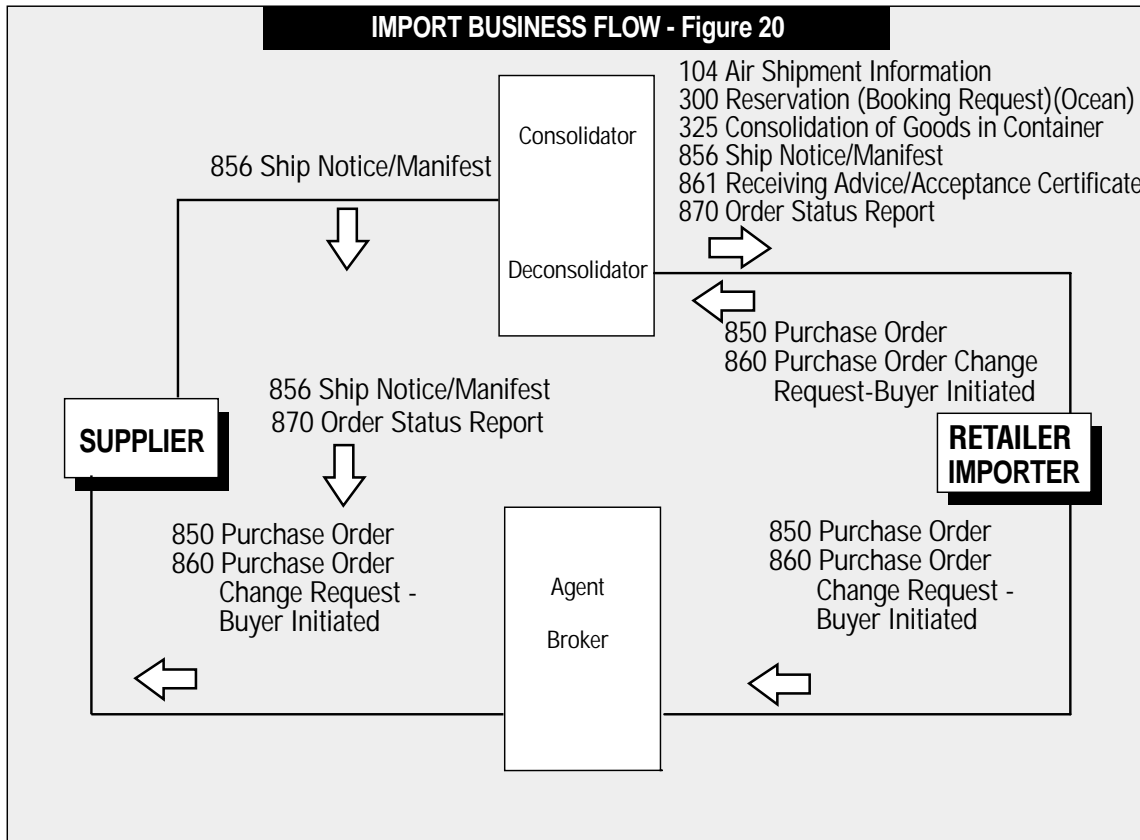 IMPORT BUSINESS FLOW - Figure 20
104 Air Shipment Information
300 Reservation (Booking Request)(Ocean)
325 Consolidation of Goods in Container
856 Ship Notice/Manifest
861 Receiving Advice/Acceptance Certificate
870 Order Status Report
Consolidator
Deconsolidator
856 Ship Notice/Manifest
850 Purchase Order
860 Purchase Order Change
Request-Buyer Initiated
856 Ship Notice/Manifest
870 Order Status Report
SUPPLIER
RETAILER
IMPORTER
850 Purchase Order
860 Purchase Order
Change Request -
Buyer Initiated
Agent
Broker
850 Purchase Order
860 Purchase Order
Change Request -
Buyer Initiated